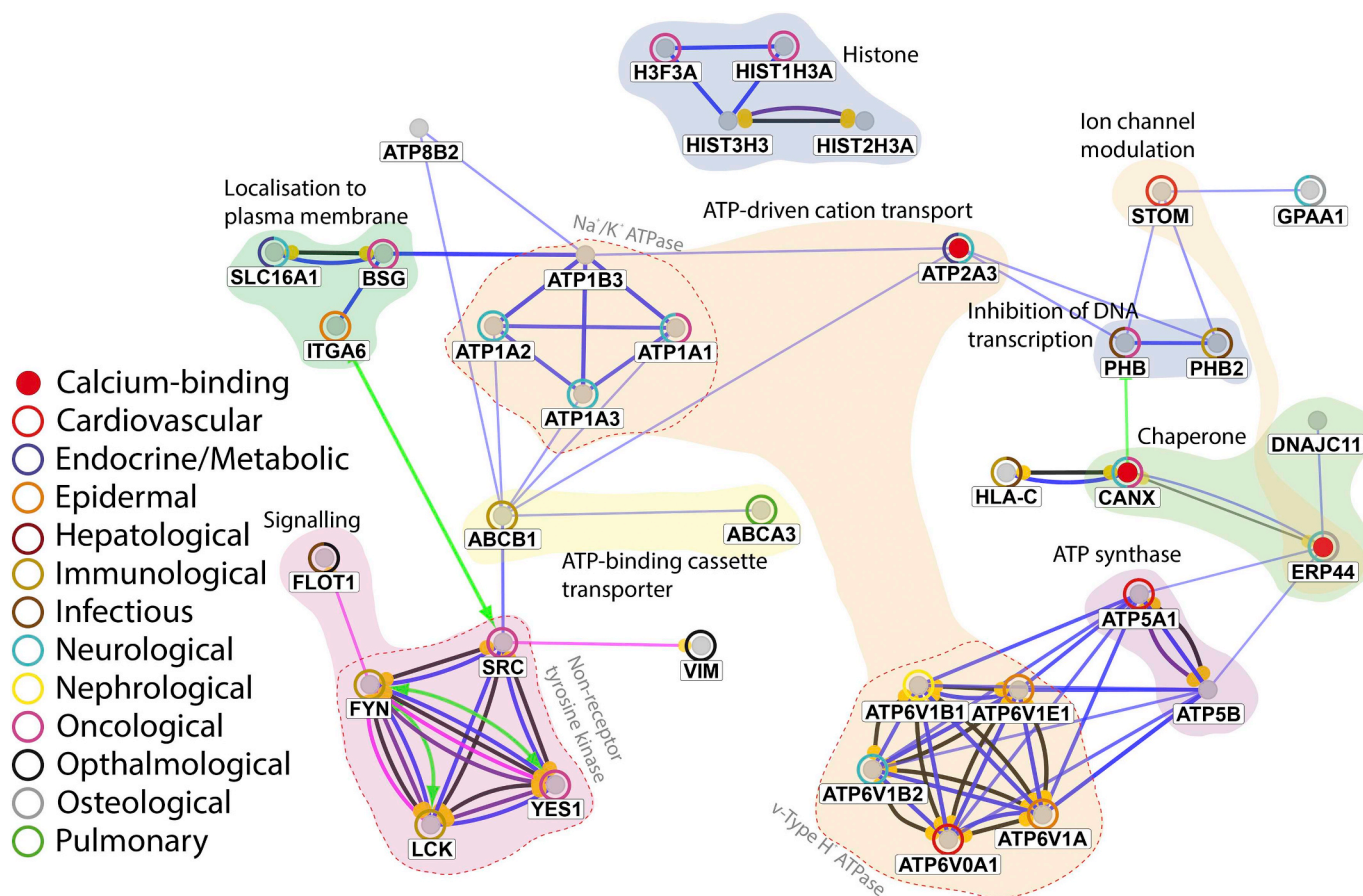 H3F3A
HIST1H3A
Histone
HIST3H3
HIST2H3A
ATP8B2
Ion channel
modulation
STOM
GPAA1
Localisation to
plasma membrane
SLC16A1
BSG
ITGA6
Na⁺/K⁺ ATPase
ATP-driven cation transport
ATP1B3
ATP2A3
ATP1A2
ATP1A1
ATP1A3
Inhibition of DNA
transcription
PHB
PHB2
Calcium-binding
Cardiovascular
Endocrine/Metabolic
Epidermal
Hepatological
Immunological
Infectious
Neurological
Nephrological
Oncological
Opthalmological
Osteological
Pulmonary
Chaperone
DNAJC11
HLA-C
CANX
ERP44
Signalling
FLOT1
ABCB1
ABCA3
ATP-binding cassette
transporter
ATP synthase
ATP5A1
ATP5B
SRC
VIM
FYN
Non-receptor
tyrosine kinase
YES1
LCK
ATP6V1B1
ATP6V1E1
ATP6V1B2
ATP6V1A
ATP6V0A1
v-Type H⁺ ATPase